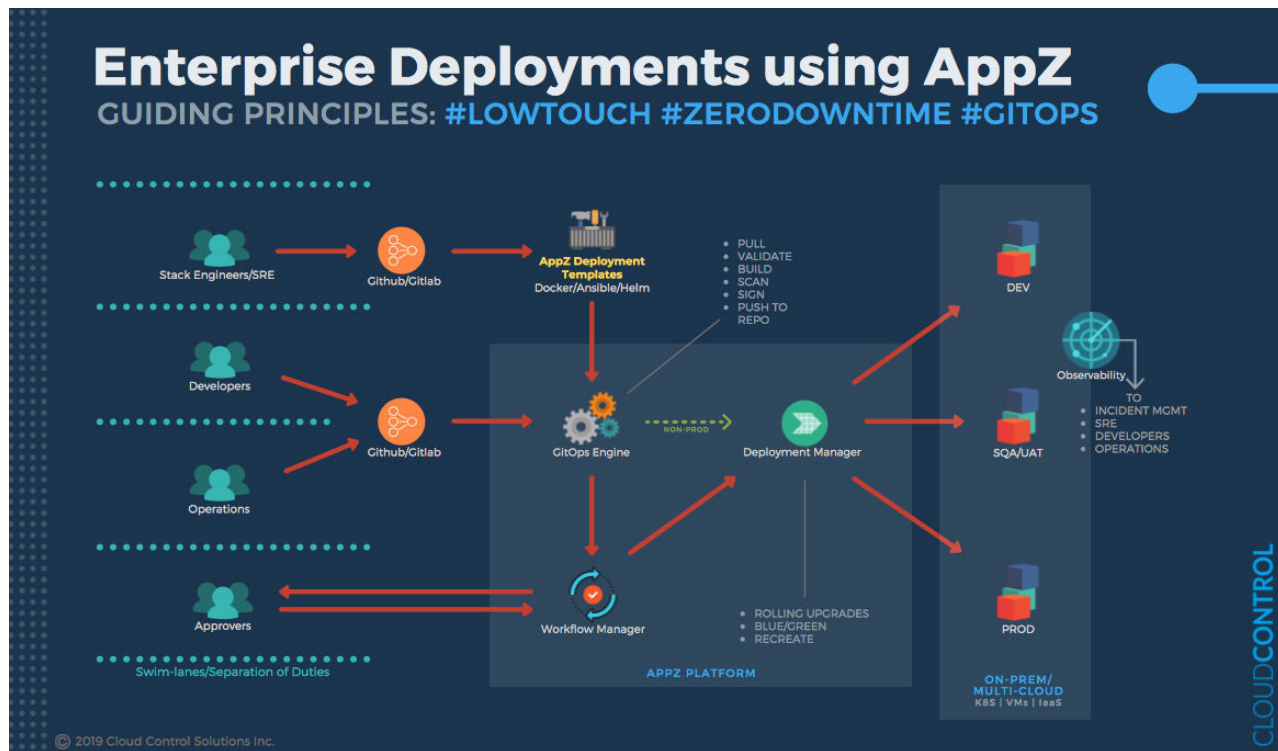 Enterprise Deployments using AppZ
GUIDING PRINCIPLES: #LOWTOUCH #ZERODOWNTIME #GITOPS
Stack Engineers/SRE
Github/Gitlab
AppZ Deployment
Templates
Docker/Ansible/Helm
• PULL
• VALIDATE
• BUILD
• SCAN
• SIGN
• PUSH TO
REPO
DEV
Developers
Observability
TO
• INCIDENT MGMT
• SRE
• DEVELOPERS
• OPERATIONS
Github/Gitlab
GitOps Engine
NON-PROD
Deployment Manager
SQA/UAT
Operations
Approvers
Workflow Manager
• ROLLING UPGRADES
• BLUE/GREEN
• RECREATE
PROD
Swim-lanes/Separation of Duties
APPZ PLATFORM
ON-PREM/
MULTI-CLOUD
K8S | VMs | IaaS
CLOUDCONTROL
© 2019 Cloud Control Solutions Inc.